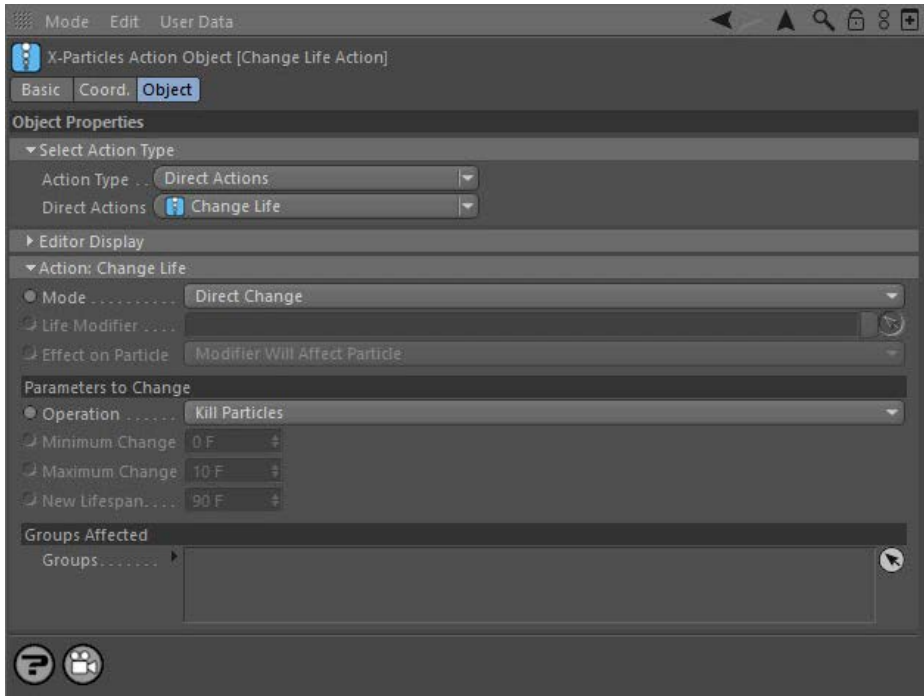 Mode Edit User Data
X-Particles Action Object [Change Life Action]
Basic Coord. Object
Object Properties
Select Action Type
Action Type . . Direct Actions
Direct Actions Change Life
Editor Display
Action: Change Life
Mode . . . . . . . . . . Direct Change
Life Modifier . . . .
Effect on Particle Modifier Will Affect Particle
Parameters to Change
Operation . . . . . . Kill Particles
Minimum Change 0 F
Maximum Change 10 F
New Lifespan. . . . 90 F
Groups Affected
Groups. . . . . . .